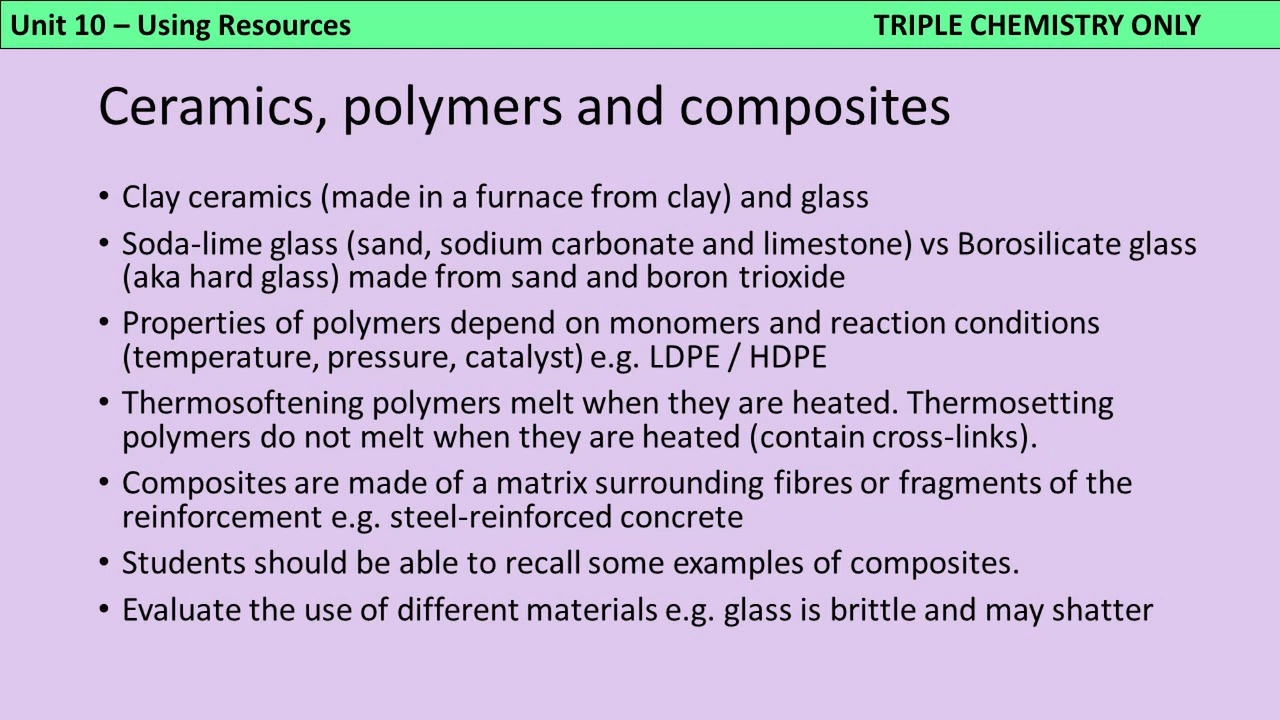 Unit 10 – Using Resources
TRIPLE CHEMISTRY ONLY
Ceramics, polymers and composites
• Clay ceramics (made in a furnace from clay) and glass
• Soda-lime glass (sand, sodium carbonate and limestone) vs Borosilicate glass
(aka hard glass) made from sand and boron trioxide
• Properties of polymers depend on monomers and reaction conditions
(temperature, pressure, catalyst) e.g. LDPE / HDPE
• Thermosoftening polymers melt when they are heated. Thermosetting
polymers do not melt when they are heated (contain cross-links).
• Composites are made of a matrix surrounding fibres or fragments of the
reinforcement e.g. steel-reinforced concrete
• Students should be able to recall some examples of composites.
• Evaluate the use of different materials e.g. glass is brittle and may shatter